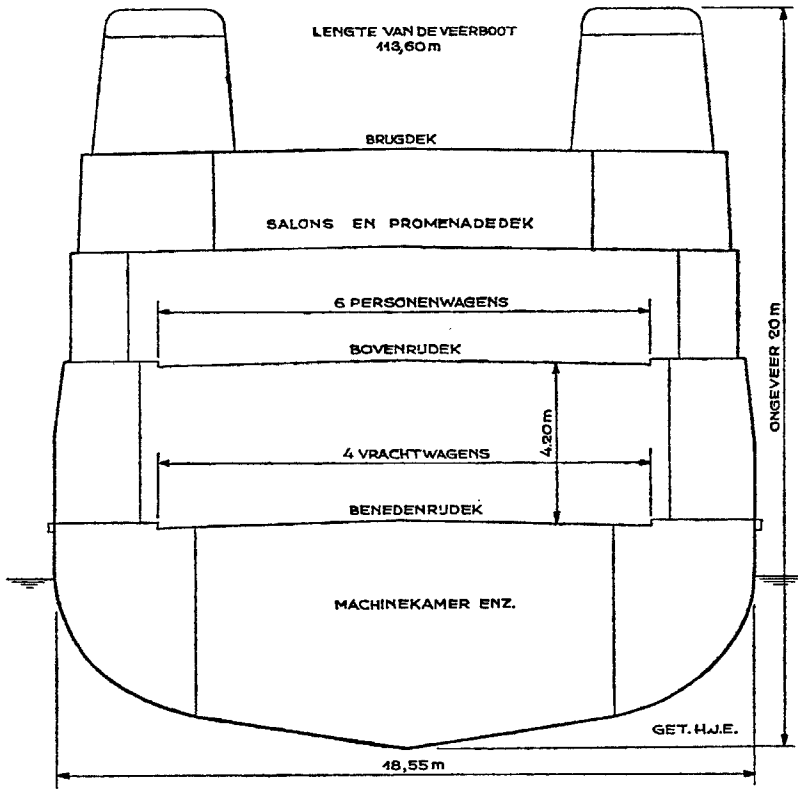 LENGTE VAN DE VEERBOOT
113,60 m
BRUGDEK
SALONS EN PROMENADEDEK
6 PERSONENWAGENS
BOVENRIJDEK
ONGEVEER 20 m
4.20 m
4 VRACHTWAGENS
BENEDENRIJDEK
MACHINEKAMER ENZ.
GET. H.J.E.
18,55 m